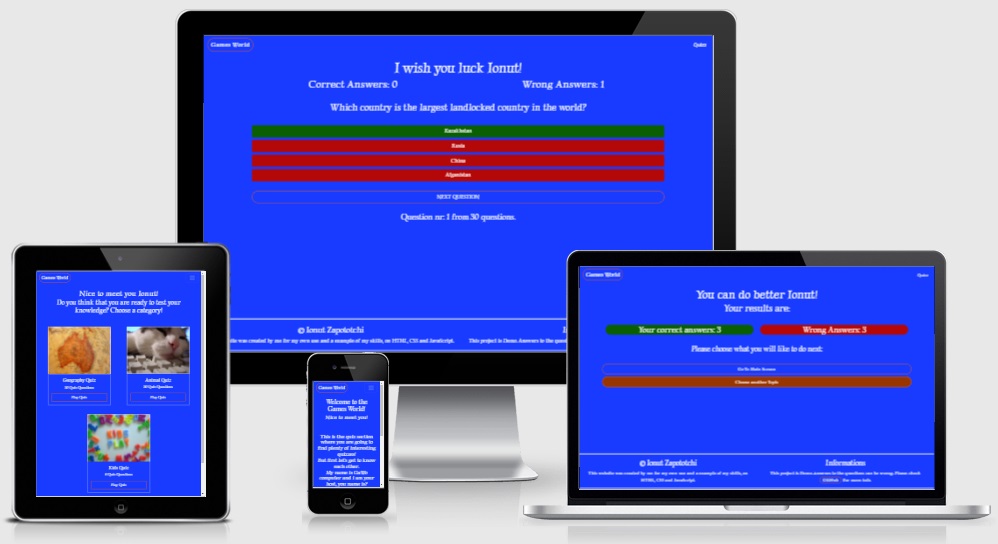 Games World
Quizz
I wish you luck Ionut!
Correct Answers: 0 Wrong Answers: 1
Which country is the largest landlocked country in the world?
Kazakhstan
Russia
China
NEXT QUESTION
Question nr: 1 from 30 questions.
© Ionut Zapototchi
site was created by me for my own use and a example of my skills, on HTML, CSS and JavaScript.
This project is Demo Answers to the
Games World
Nice to meet you Ionut!
Do you think that you are ready to test your
knowledge? Choose a category!
Geography Quiz
30 Quiz Questions
Play Quiz
Animal Quiz
Quiz Questions
Play Quiz
KIDS
PLAY
Kids Quiz
Quiz Questions
Play Quiz
Games World
Welcome to the
Games World!
Nice to meet you!
This is the quiz section
where you are going to
find plenty of interesting
quizzes!
But first let's get to know
each other.
My name is
computer and I am your
host, you name is?
Games World
Quizz
You can do better Ionut!
Your results are:
Your correct answers: 3
Wrong Answers: 3
Please choose what you will like to do next:
Go To Main Screen
Choose another Topic
© Ionut Zapototchi
This website was created by me for my own use and a example of my skills, on
HTML, CSS and JavaScript.
Informations
This project is Demo Answers to the questions can be wrong. Please check
GitHub for more info